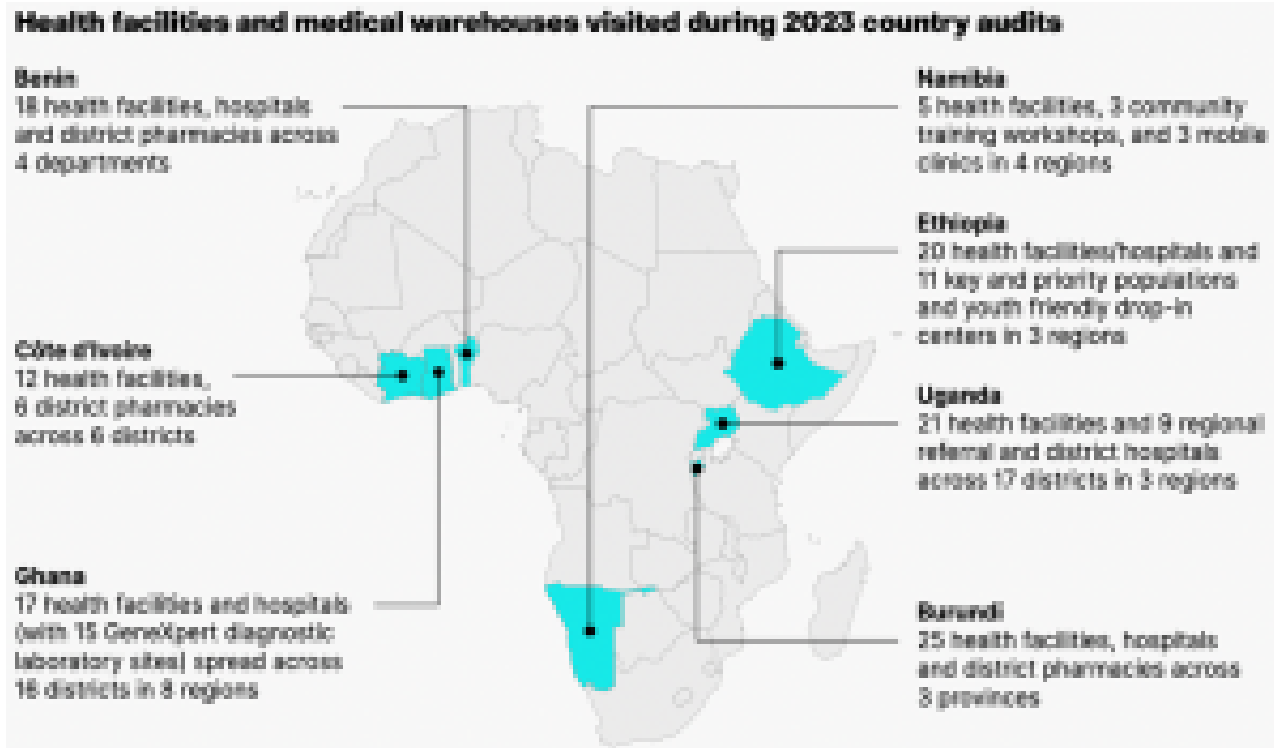 Health facilities and medical warehouses visited during 2023 country audits
Benin
18 health facilities, hospitals
and district pharmacies across
4 departments
Côte d'Ivoire
12 health facilities,
6 district pharmacies
across 6 districts
Ghana
17 health facilities and hospitals
(with 15 GeneXpert diagnostic
laboratory sites) spread across
16 districts in 8 regions
Namibia
5 health facilities, 3 community
training workshops, and 3 mobile
clinics in 4 regions
Ethiopia
20 health facilities/hospitals and
11 key and priority populations
and youth friendly drop-in
centers in 3 regions
Uganda
21 health facilities and 9 regional
referral and district hospitals
across 17 districts in 3 regions
Burundi
25 health facilities, hospitals
and district pharmacies across
3 provinces